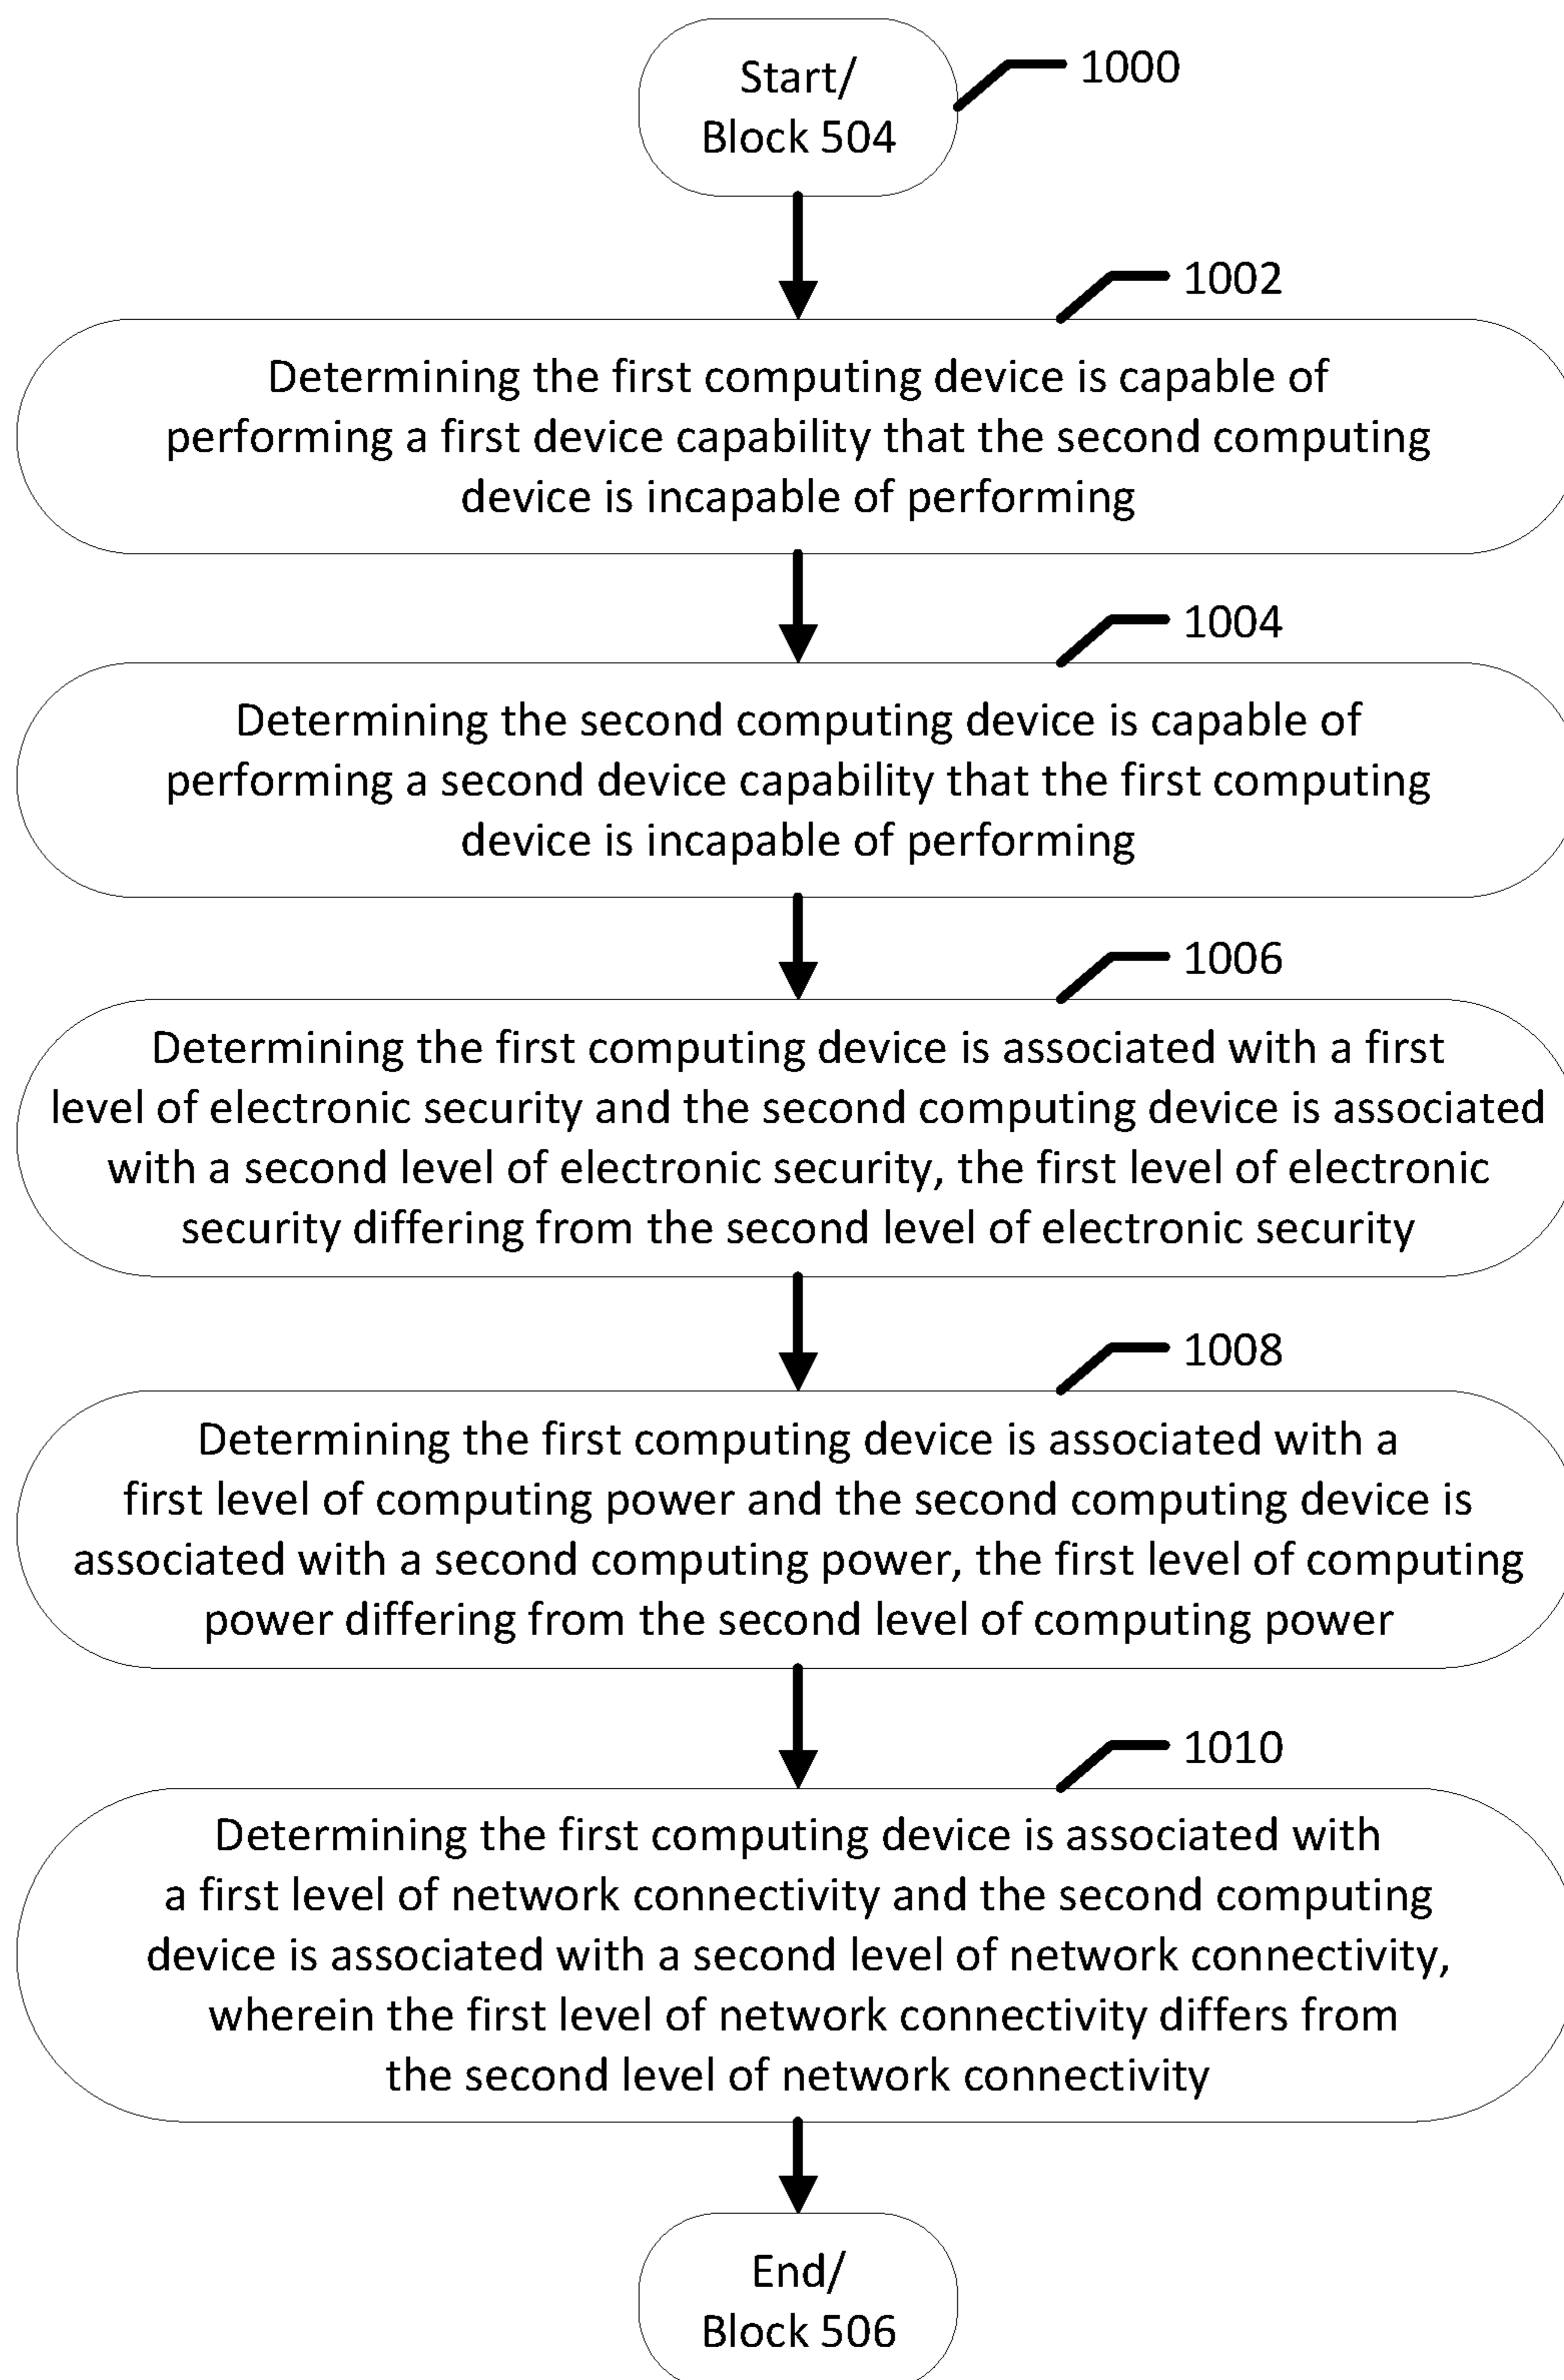 Start/
Block 504
1000
1002
Determining the first computing device is capable of
performing a first device capability that the second computing
device is incapable of performing
1004
Determining the second computing device is capable of
performing a second device capability that the first computing
device is incapable of performing
1006
Determining the first computing device is associated with a first
level of electronic security and the second computing device is associated
with a second level of electronic security, the first level of electronic
security differing from the second level of electronic security
1008
Determining the first computing device is associated with a
first level of computing power and the second computing device is
associated with a second computing power, the first level of computing
power differing from the second level of computing power
1010
Determining the first computing device is associated with
a first level of network connectivity and the second computing
device is associated with a second level of network connectivity,
wherein the first level of network connectivity differs from
the second level of network connectivity
End/
Block 506